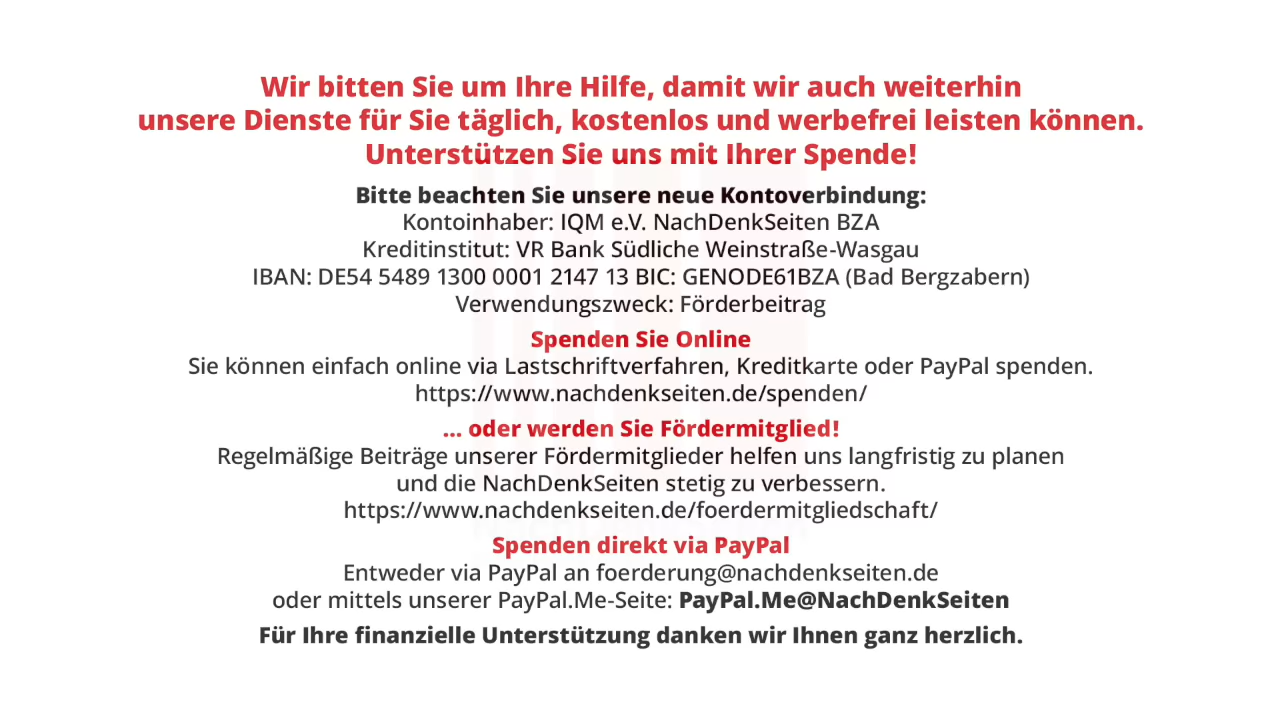 Wir bitten Sie um Ihre Hilfe, damit wir auch weiterhin
unsere Dienste für Sie täglich, kostenlos und werbefrei leisten können.
Unterstützen Sie uns mit Ihrer Spende!
Bitte beachten Sie unsere neue Kontoverbindung:
Kontoinhaber: IQM e.V. NachDenkSeiten BZA
Kreditinstitut: VR Bank Südliche Weinstraße-Wasgau
IBAN: DE54 5489 1300 0001 2147 13 BIC: GENODE61BZA (Bad Bergzabern)
Verwendungszweck: Förderbeitrag
Spenden Sie Online
Sie können einfach online via Lastschriftverfahren, Kreditkarte oder PayPal spenden.
https://www.nachdenkseiten.de/spenden/
... oder werden Sie Fördermitglied!
Regelmäßige Beiträge unserer Fördermitglieder helfen uns langfristig zu planen
und die NachDenkSeiten stetig zu verbessern.
https://www.nachdenkseiten.de/foerdermitgliedschaft/
Spenden direkt via PayPal
Entweder via PayPal an foerderung@nachdenkseiten.de
oder mittels unserer PayPal.Me-Seite: PayPal.Me@NachDenkSeiten
Für Ihre finanzielle Unterstützung danken wir Ihnen ganz herzlich.